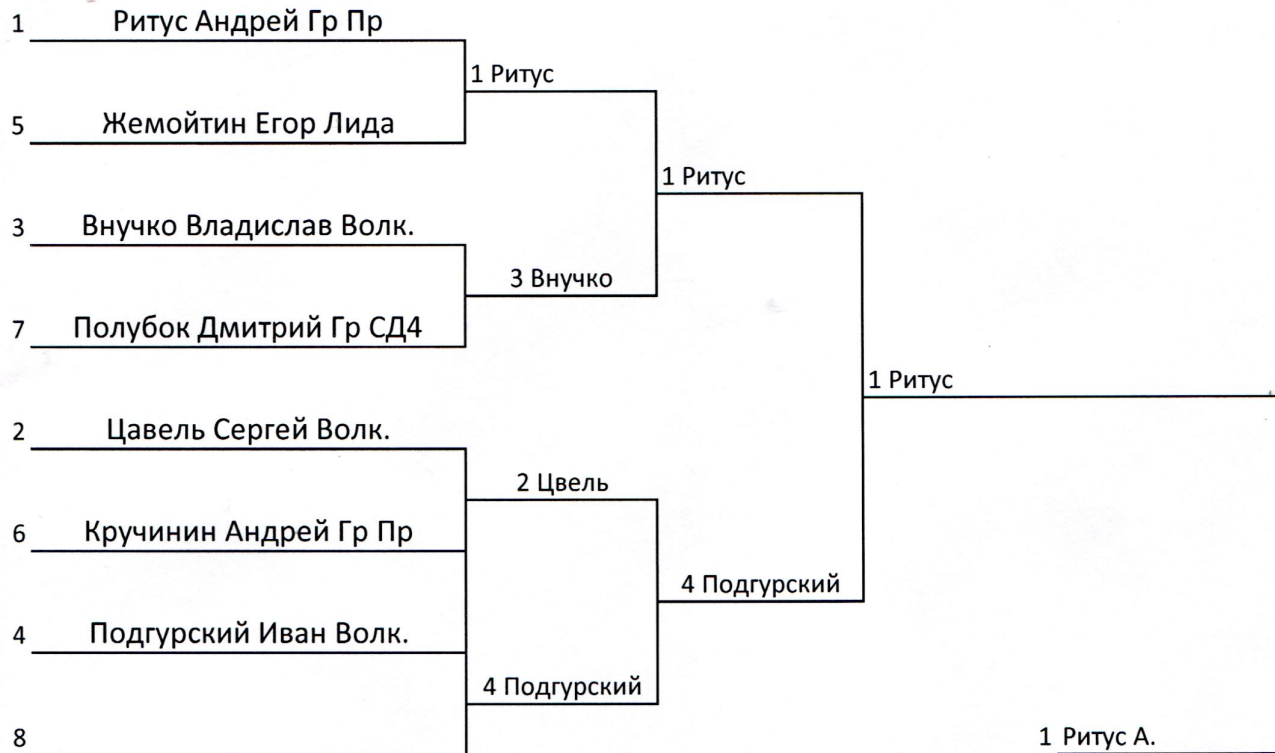 1 Ритус Андрей Гр Пр
1 Ритус
5 Жемойтин Егор Лида
1 Ритус
3 Внучко Владислав Волк.
3 Внучко
7 Полубок Дмитрий Гр СД4
1 Ритус
2 Цавель Сергей Волк.
2 Цвель
6 Кручинин Андрей Гр Пр
4 Подгурский
4 Подгурский Иван Волк.
4 Подгурский
8
1 Ритус А.